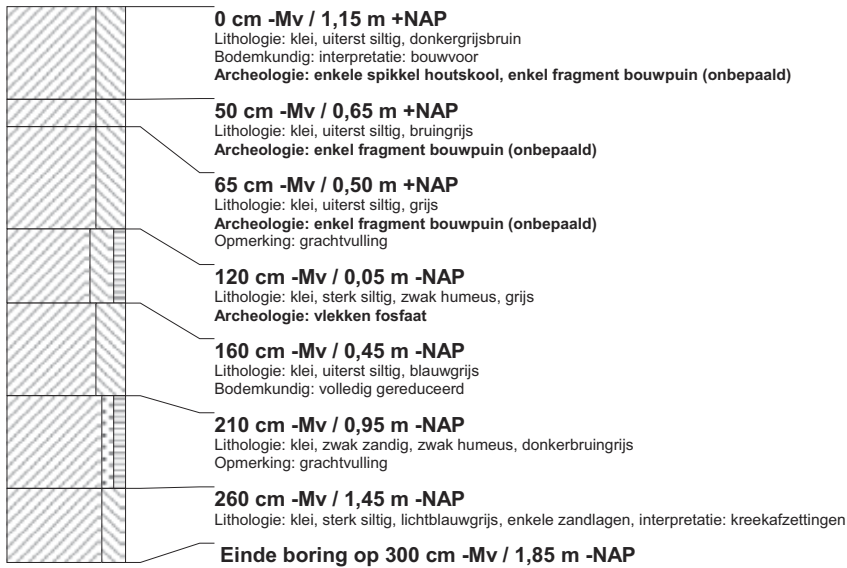 0 cm -Mv / 1,15 m +NAP
Lithologie: klei, uiterst siltig, donkergrijsbruin
Bodemkundig: interpretatie: bouwvoor
Archeologie: enkele spikkel houtskool, enkel fragment bouwpuin (onbepaald)
50 cm -Mv / 0,65 m +NAP
Lithologie: klei, uiterst siltig, bruingrijs
Archeologie: enkel fragment bouwpuin (onbepaald)
65 cm -Mv / 0,50 m +NAP
Lithologie: klei, uiterst siltig, grijs
Archeologie: enkel fragment bouwpuin (onbepaald)
Opmerking: grachtvulling
120 cm -Mv / 0,05 m -NAP
Lithologie: klei, sterk siltig, zwak humeus, grijs
Archeologie: vlekken fosfaat
160 cm -Mv / 0,45 m -NAP
Lithologie: klei, uiterst siltig, blauwgrijs
Bodemkundig: volledig gereduceerd
210 cm -Mv / 0,95 m -NAP
Lithologie: klei, zwak zandig, zwak humeus, donkerbruingrijs
Opmerking: grachtvulling
260 cm -Mv / 1,45 m -NAP
Lithologie: klei, sterk siltig, lichtblauwgrijs, enkele zandlagen, interpretatie: kreekafzettingen
Einde boring op 300 cm -Mv / 1,85 m -NAP